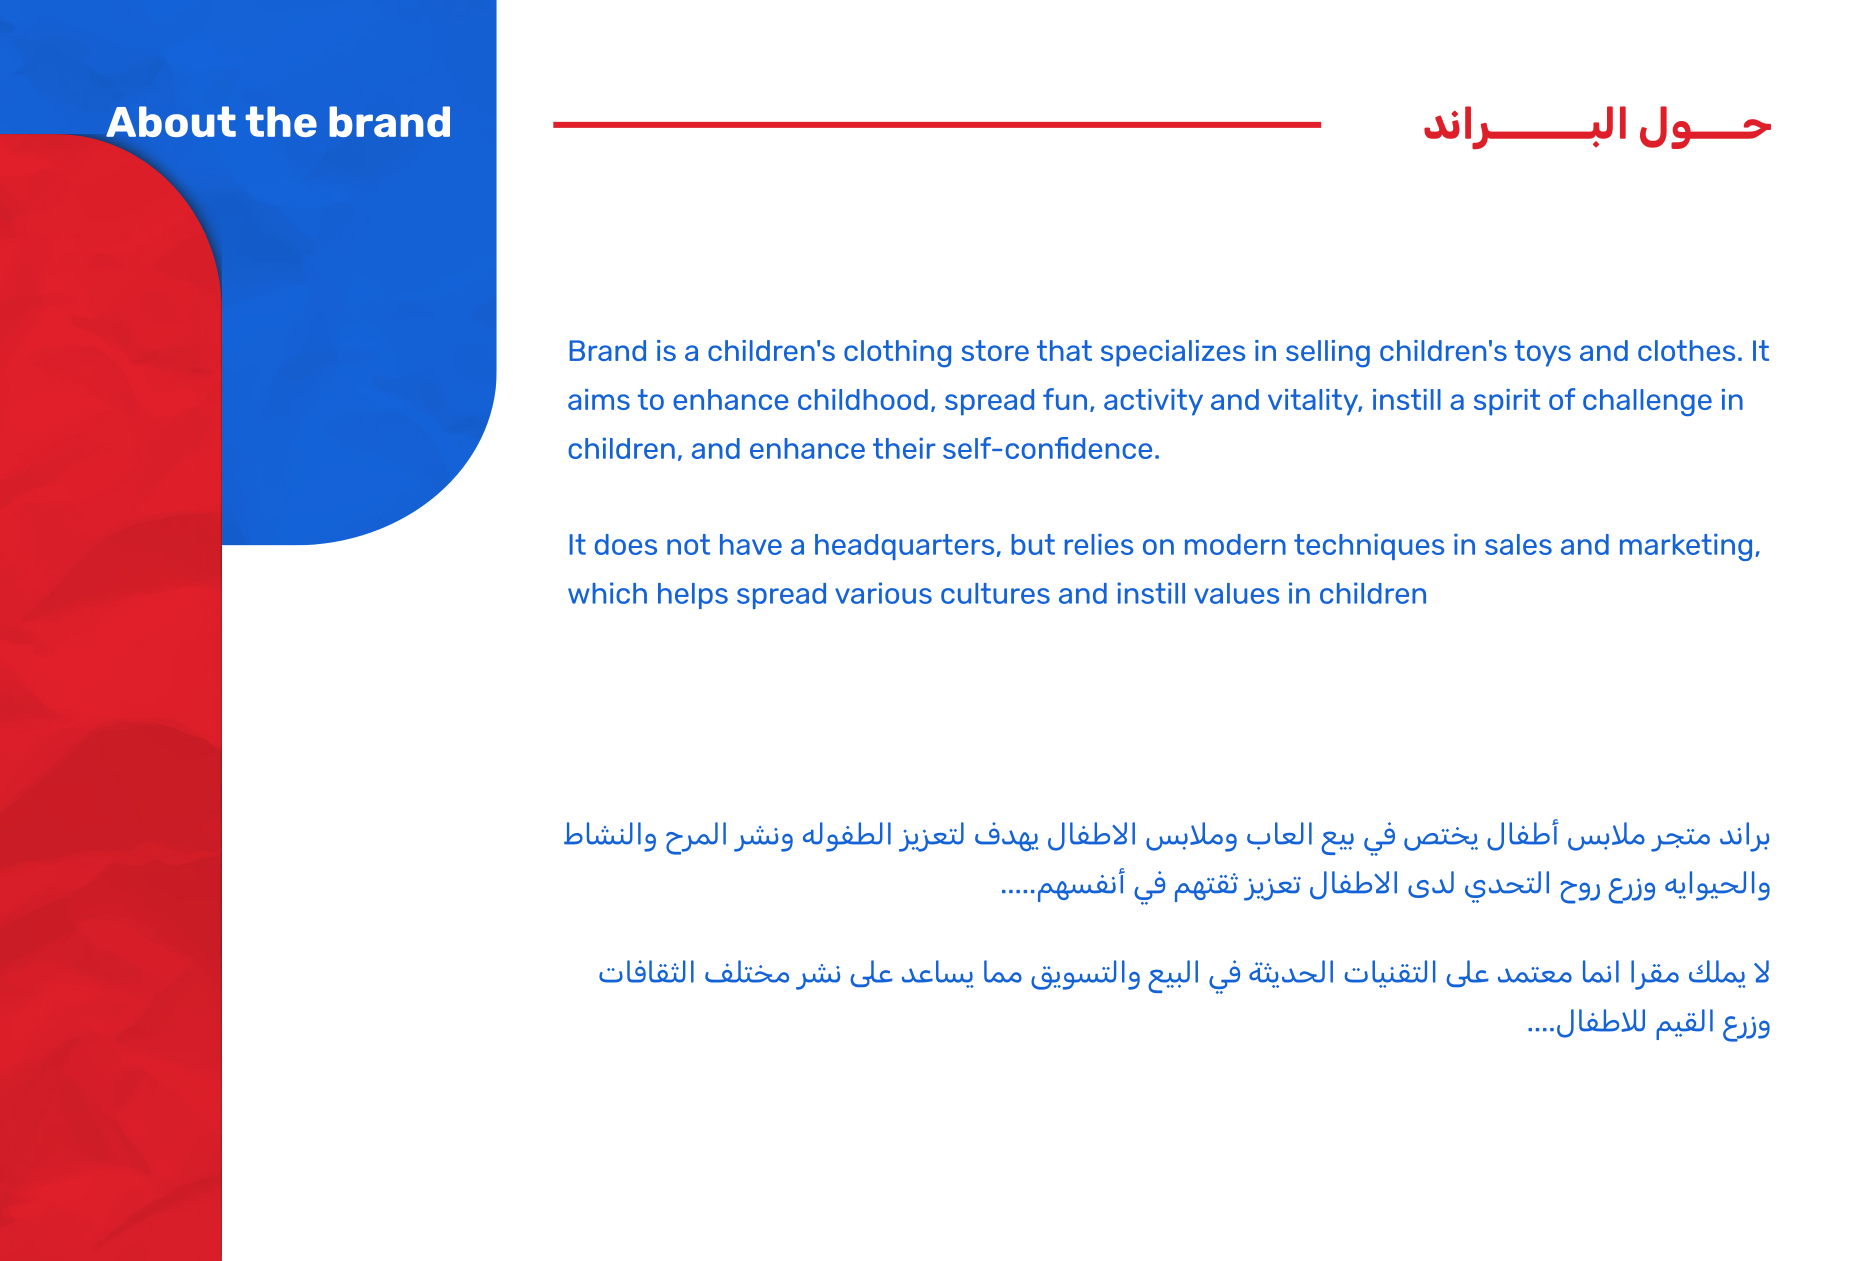 About the brand
حول البراند
Brand is a children's clothing store that specializes in selling children's toys and clothes. It
aims to enhance childhood, spread fun, activity and vitality, instill a spirit of challenge in
children, and enhance their self-confidence.
It does not have a headquarters, but relies on modern techniques in sales and marketing,
which helps spread various cultures and instill values in children
براند متجر ملابس أطفال يختص في بيع العاب وملابس الاطفال يهدف لتعزيز الطفوله ونشر المرح والنشاط
والحيوايه وزرع روح التحدي لدى الاطفال تعزيز ثقتهم في أنفسهم.....
لا يملك مقرا انما معتمد على التقنيات الحديثة في البيع والتسويق مما يساعد على نشر مختلف الثقافات
وزرع القيم للاطفال....